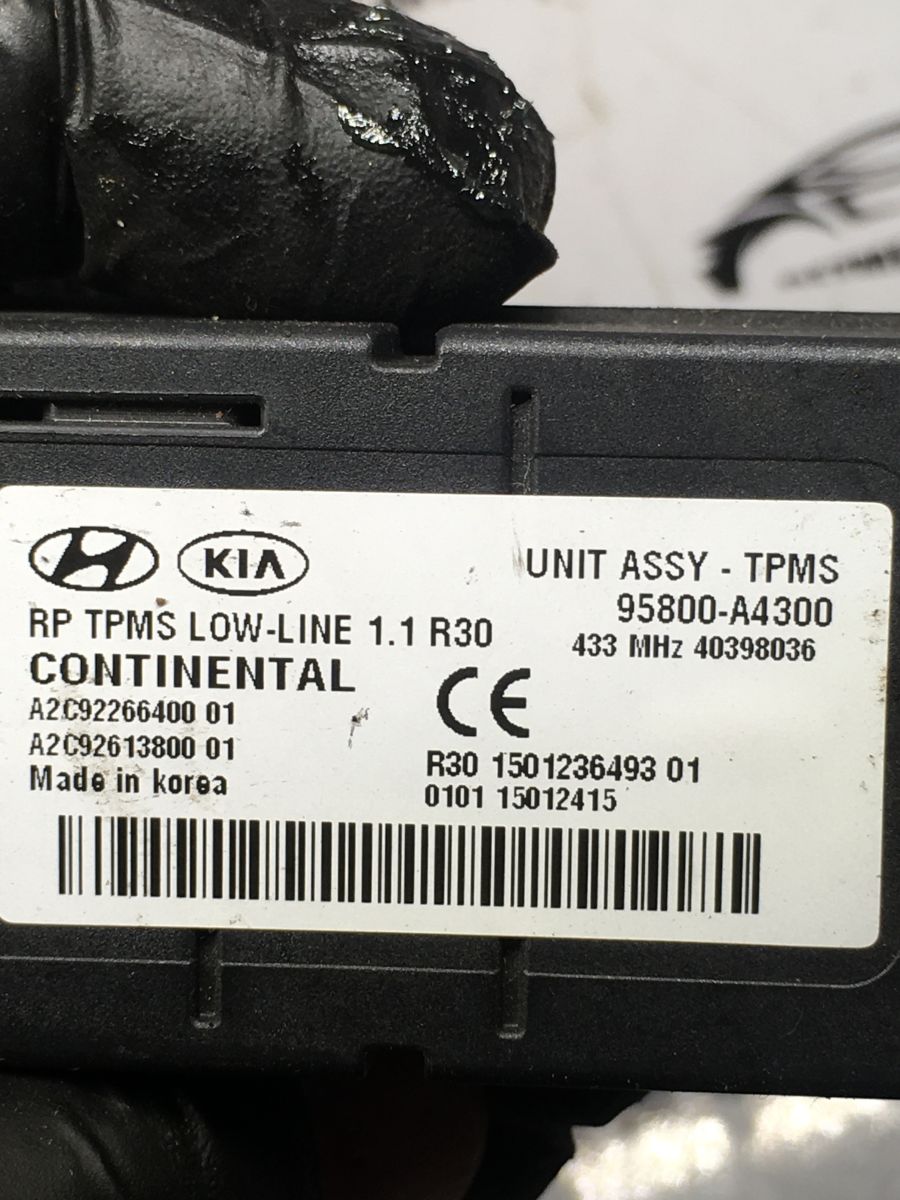 KIA
UNIT ASSY - TPMS
95800-A4300
433 MHz 40398036
RP TPMS LOW-LINE 1.1 R30
CONTINENTAL
A2C92266400 01
A2C92613800 01
Made in korea
CE
R30 1501236493 01
0101 15012415